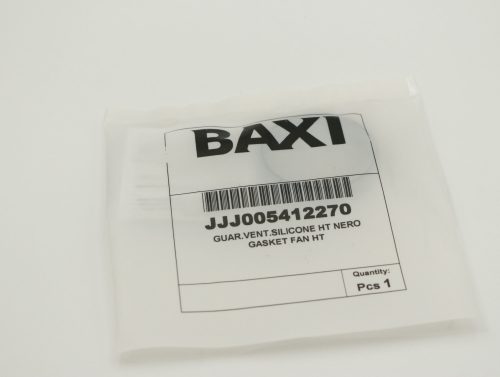 BAXI
JJJ005412270
GUAR.VENT.SILICONE HT NERO
GASKET FAN HT
Quantity:
Pcs 1